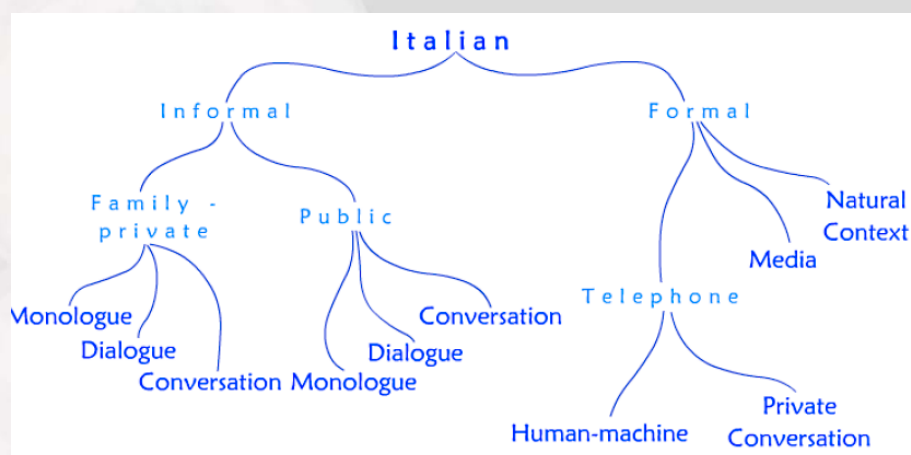 Italian
Informal
Formal
Family -
private
Public
Natural
Context
Media
Telephone
Monologue
Dialogue
Conversation
Monologue
Dialogue
Conversation
Human-machine
Private
Conversation